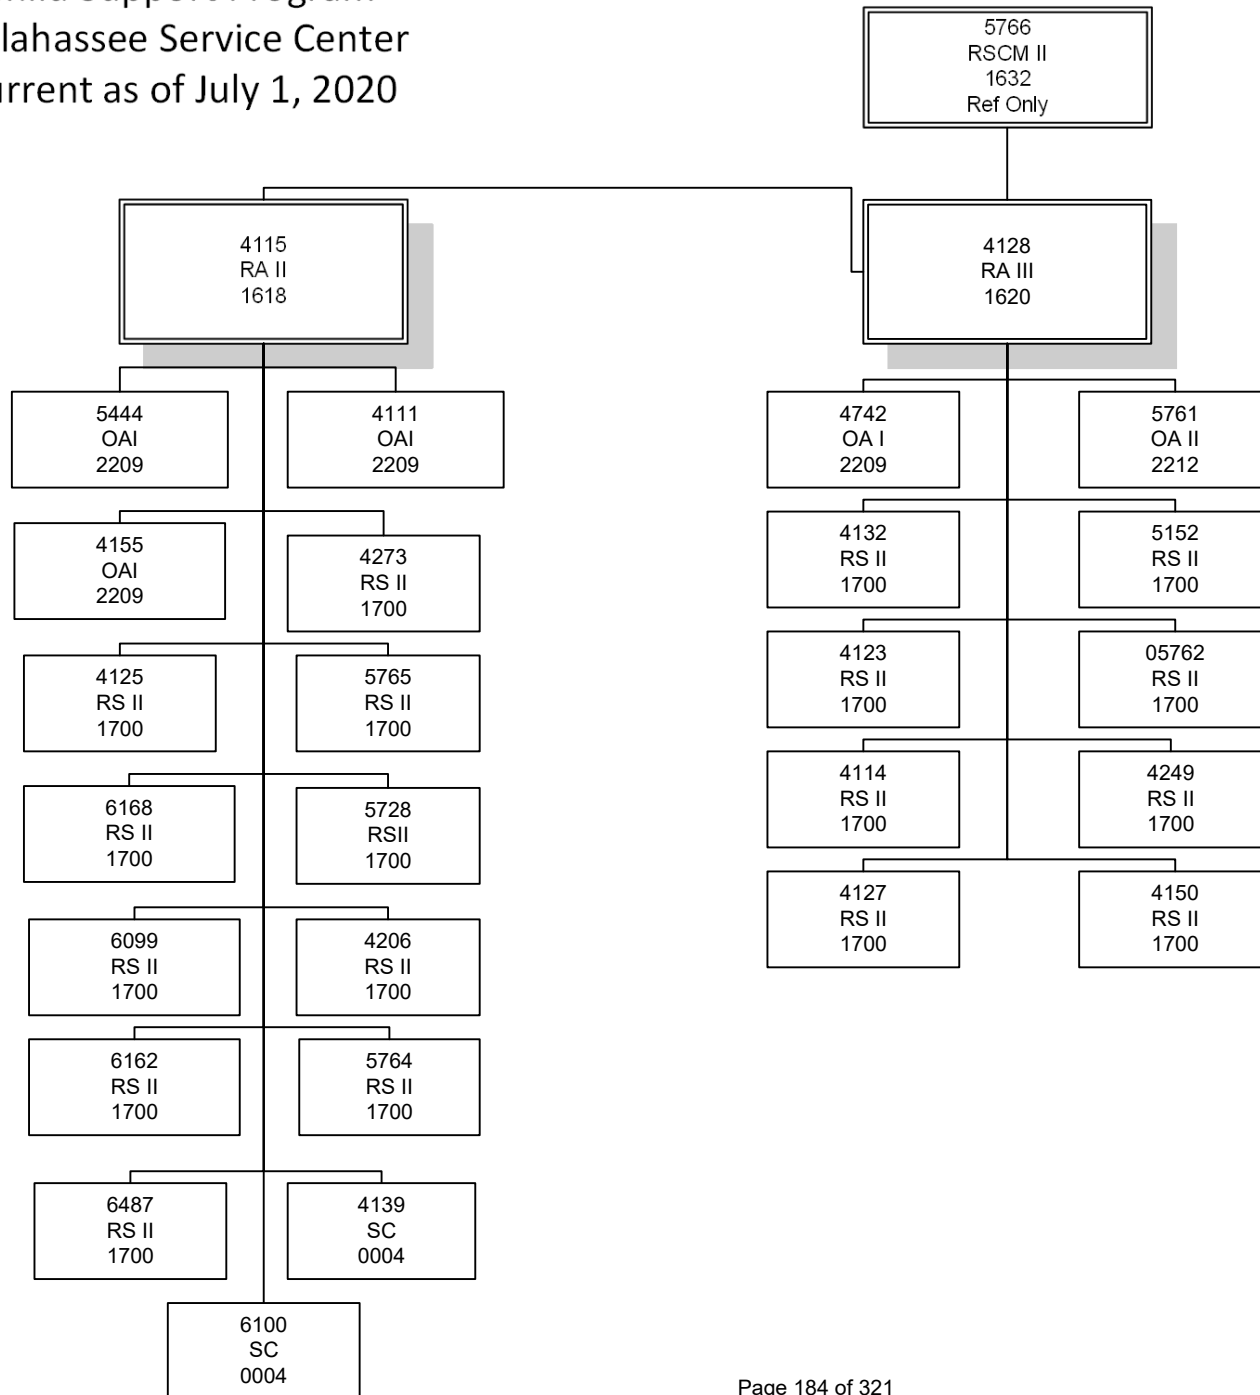 Support Program
Service Center
as of July 1, 2020
5766
RSCM II
1632
Ref Only
4115
RA II
1618
4128
RA III
1620
5444
OAI
2209
4111
OAI
2209
4742
OA I
2209
5761
OA II
2212
4155
OAI
2209
4273
RS II
1700
4132
RS II
1700
5152
RS II
1700
4125
RS II
1700
5765
RS II
1700
4123
RS II
1700
05762
RS II
1700
6168
RS II
1700
5728
RSII
1700
4114
RS II
1700
4249
RS II
1700
6099
RS II
1700
4206
RS II
1700
4127
RS II
1700
4150
RS II
1700
6162
RS II
1700
5764
RS II
1700
6487
RS II
1700
4139
SC
0004
6100
SC
0004
Page 184 of 321